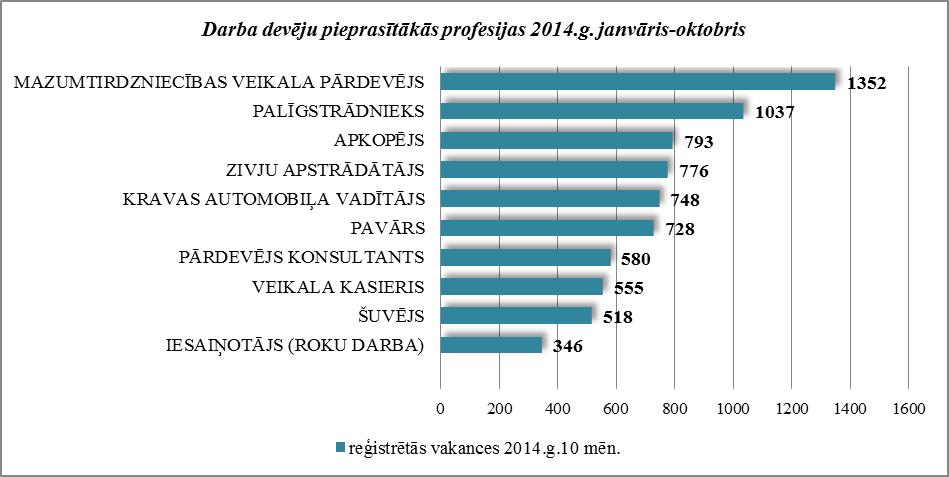 Darba devēju pieprasītākās profesijas 2014.g. janvāris-oktobris
MAZUMTIRDZNIECĪBAS VEIKALA PĀRDEVĒJS 1352
PALĪGSTRĀDNIEKS 1037
APKOPĒJS 793
ZIVJU APSTRĀDĀTĀJS 776
KRAVAS AUTOMOBIĻA VADĪTĀJS 748
PAVĀRS 728
PĀRDEVĒJS KONSULTANTS 580
VEIKALA KASIERIS 555
ŠUVĒJS 518
IESAIŅOTĀJS (ROKU DARBA) 346
0 200 400 600 800 1000 1200 1400 1600
reģistrētās vakances 2014.g.10 mēn.